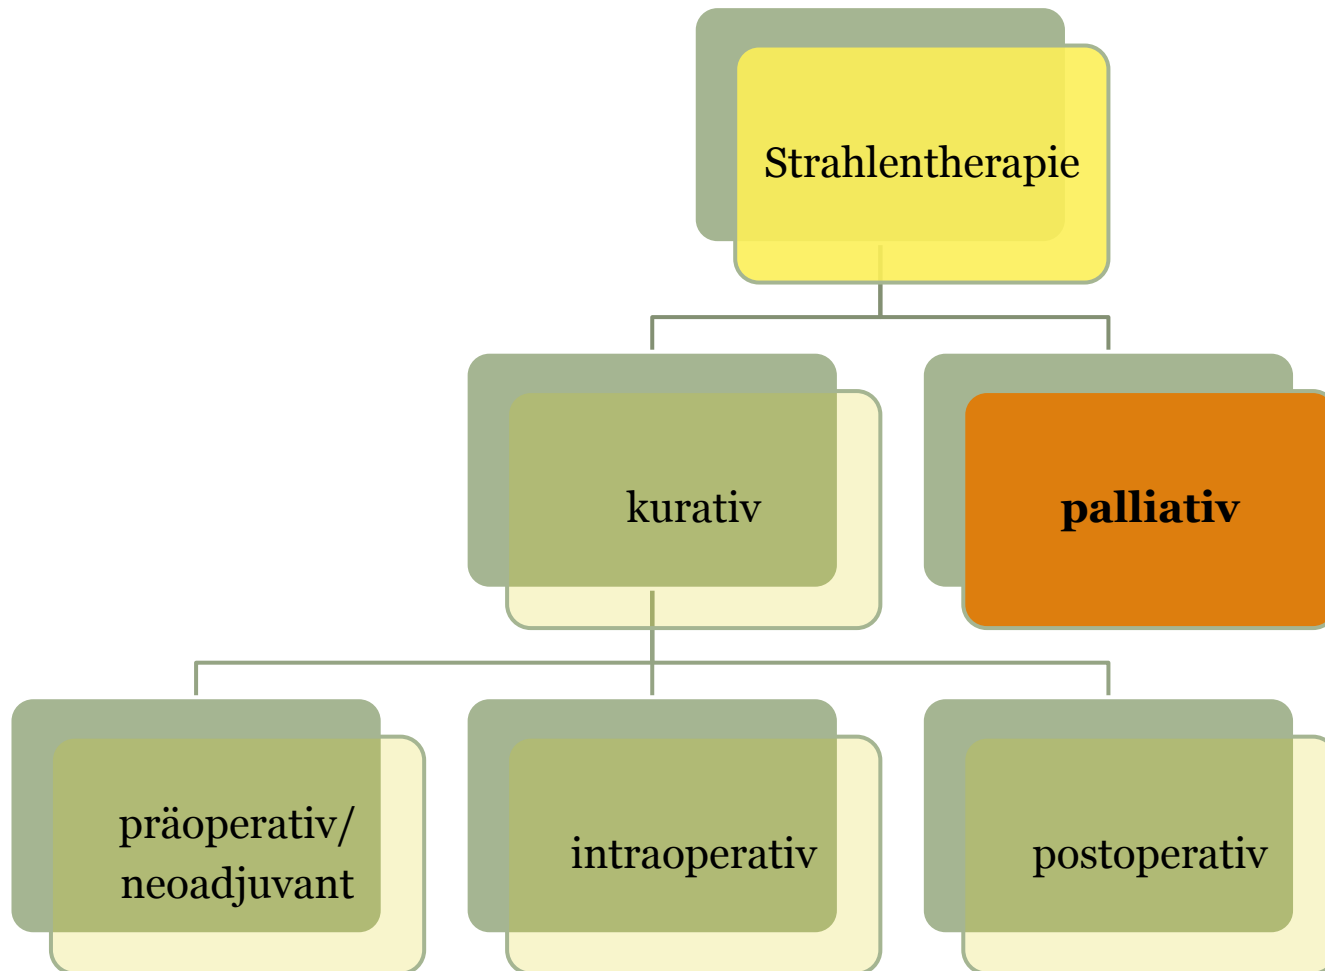 Strahlentherapie
kurativ
palliativ
präoperativ/
neoadjuvant
intraoperativ
postoperativ